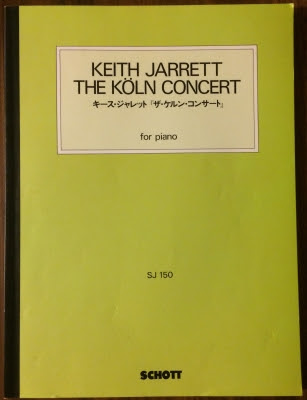 KEITH JARRETT
THE KÖLN CONCERT
キース・ジャレット「ザ・ケルン・コンサート」
for piano
SJ 150
SCHOTT